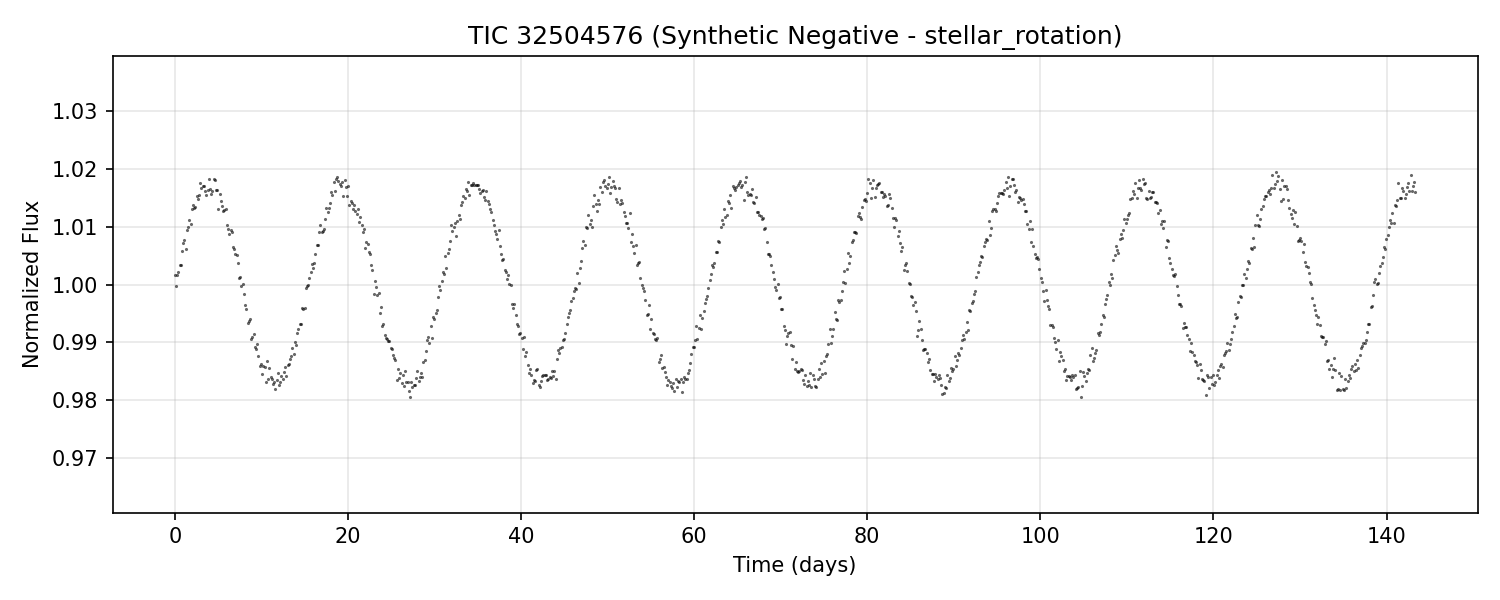 TIC 32504576 (Synthetic Negative - stellar_rotation)
Normalized Flux
1.03
1.02
1.01
1.00
0.99
0.98
0.97
0 20 40 60 80 100 120 140
Time (days)